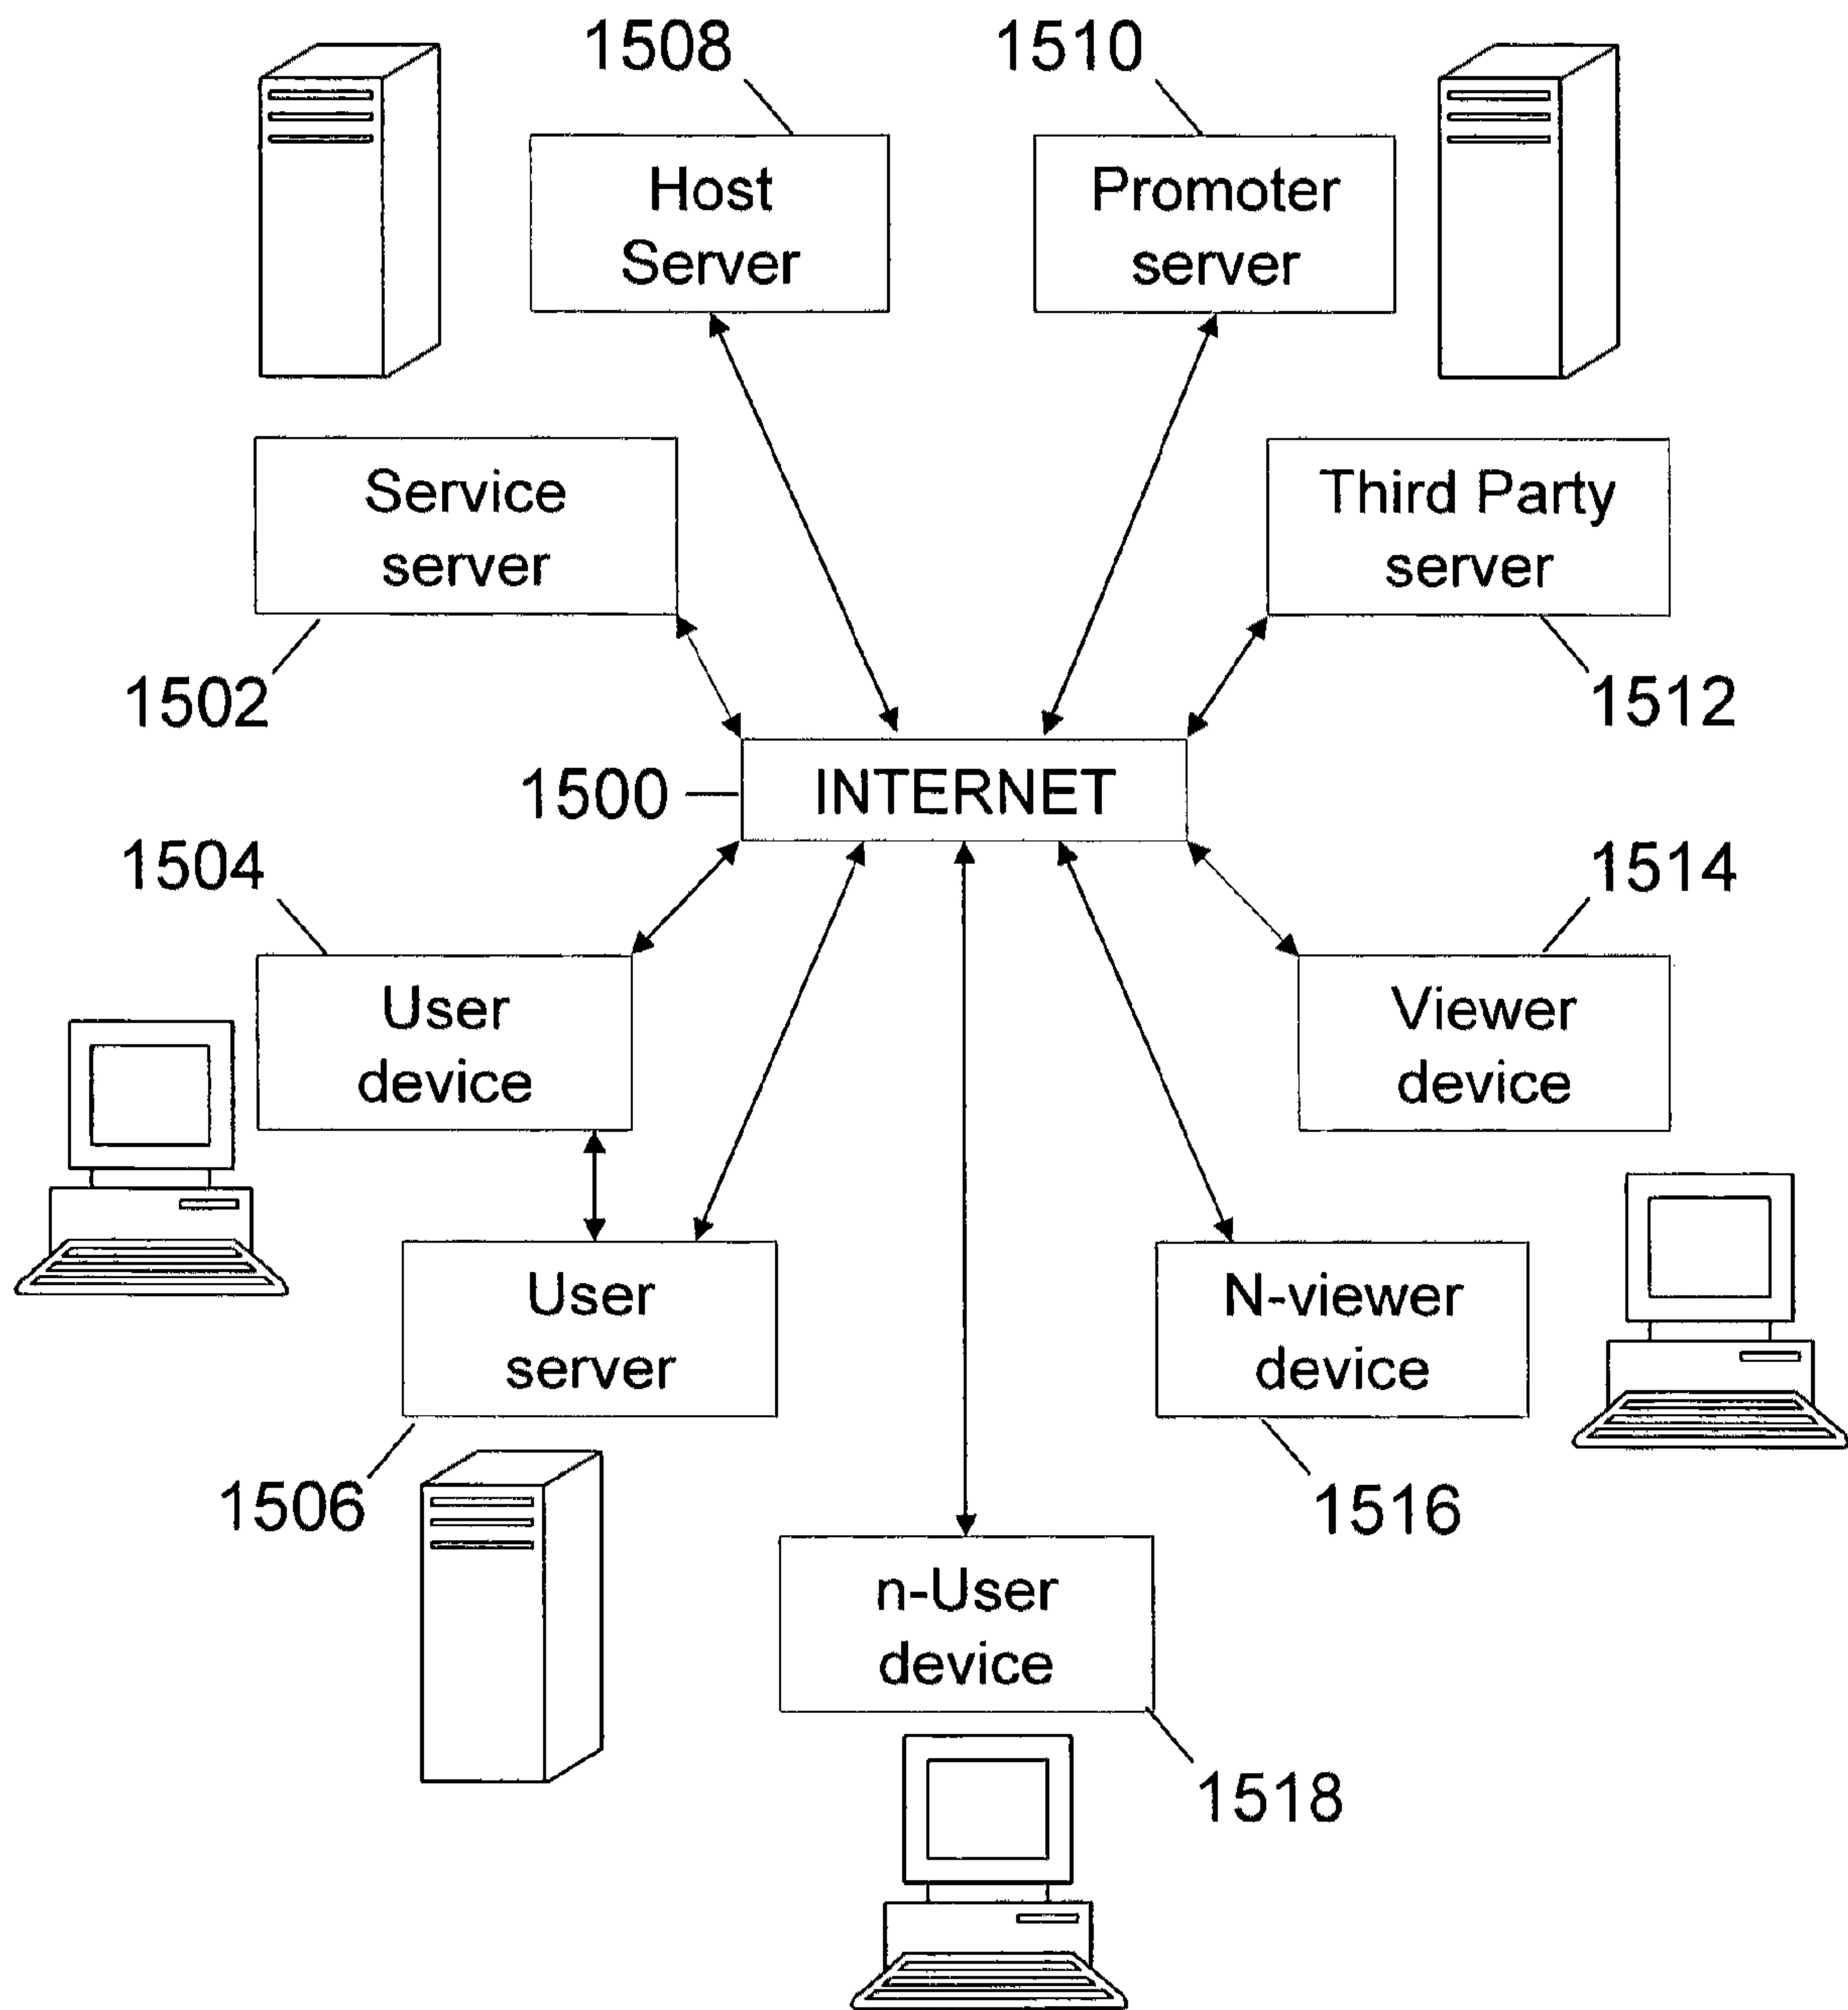 1508
1510
Host
Server
Promoter
server
Service
server
Third Party
server
1502
1512
1500
INTERNET
1504
1514
User
device
Viewer
device
User
server
N-viewer
device
1506
1516
n-User
device
1518